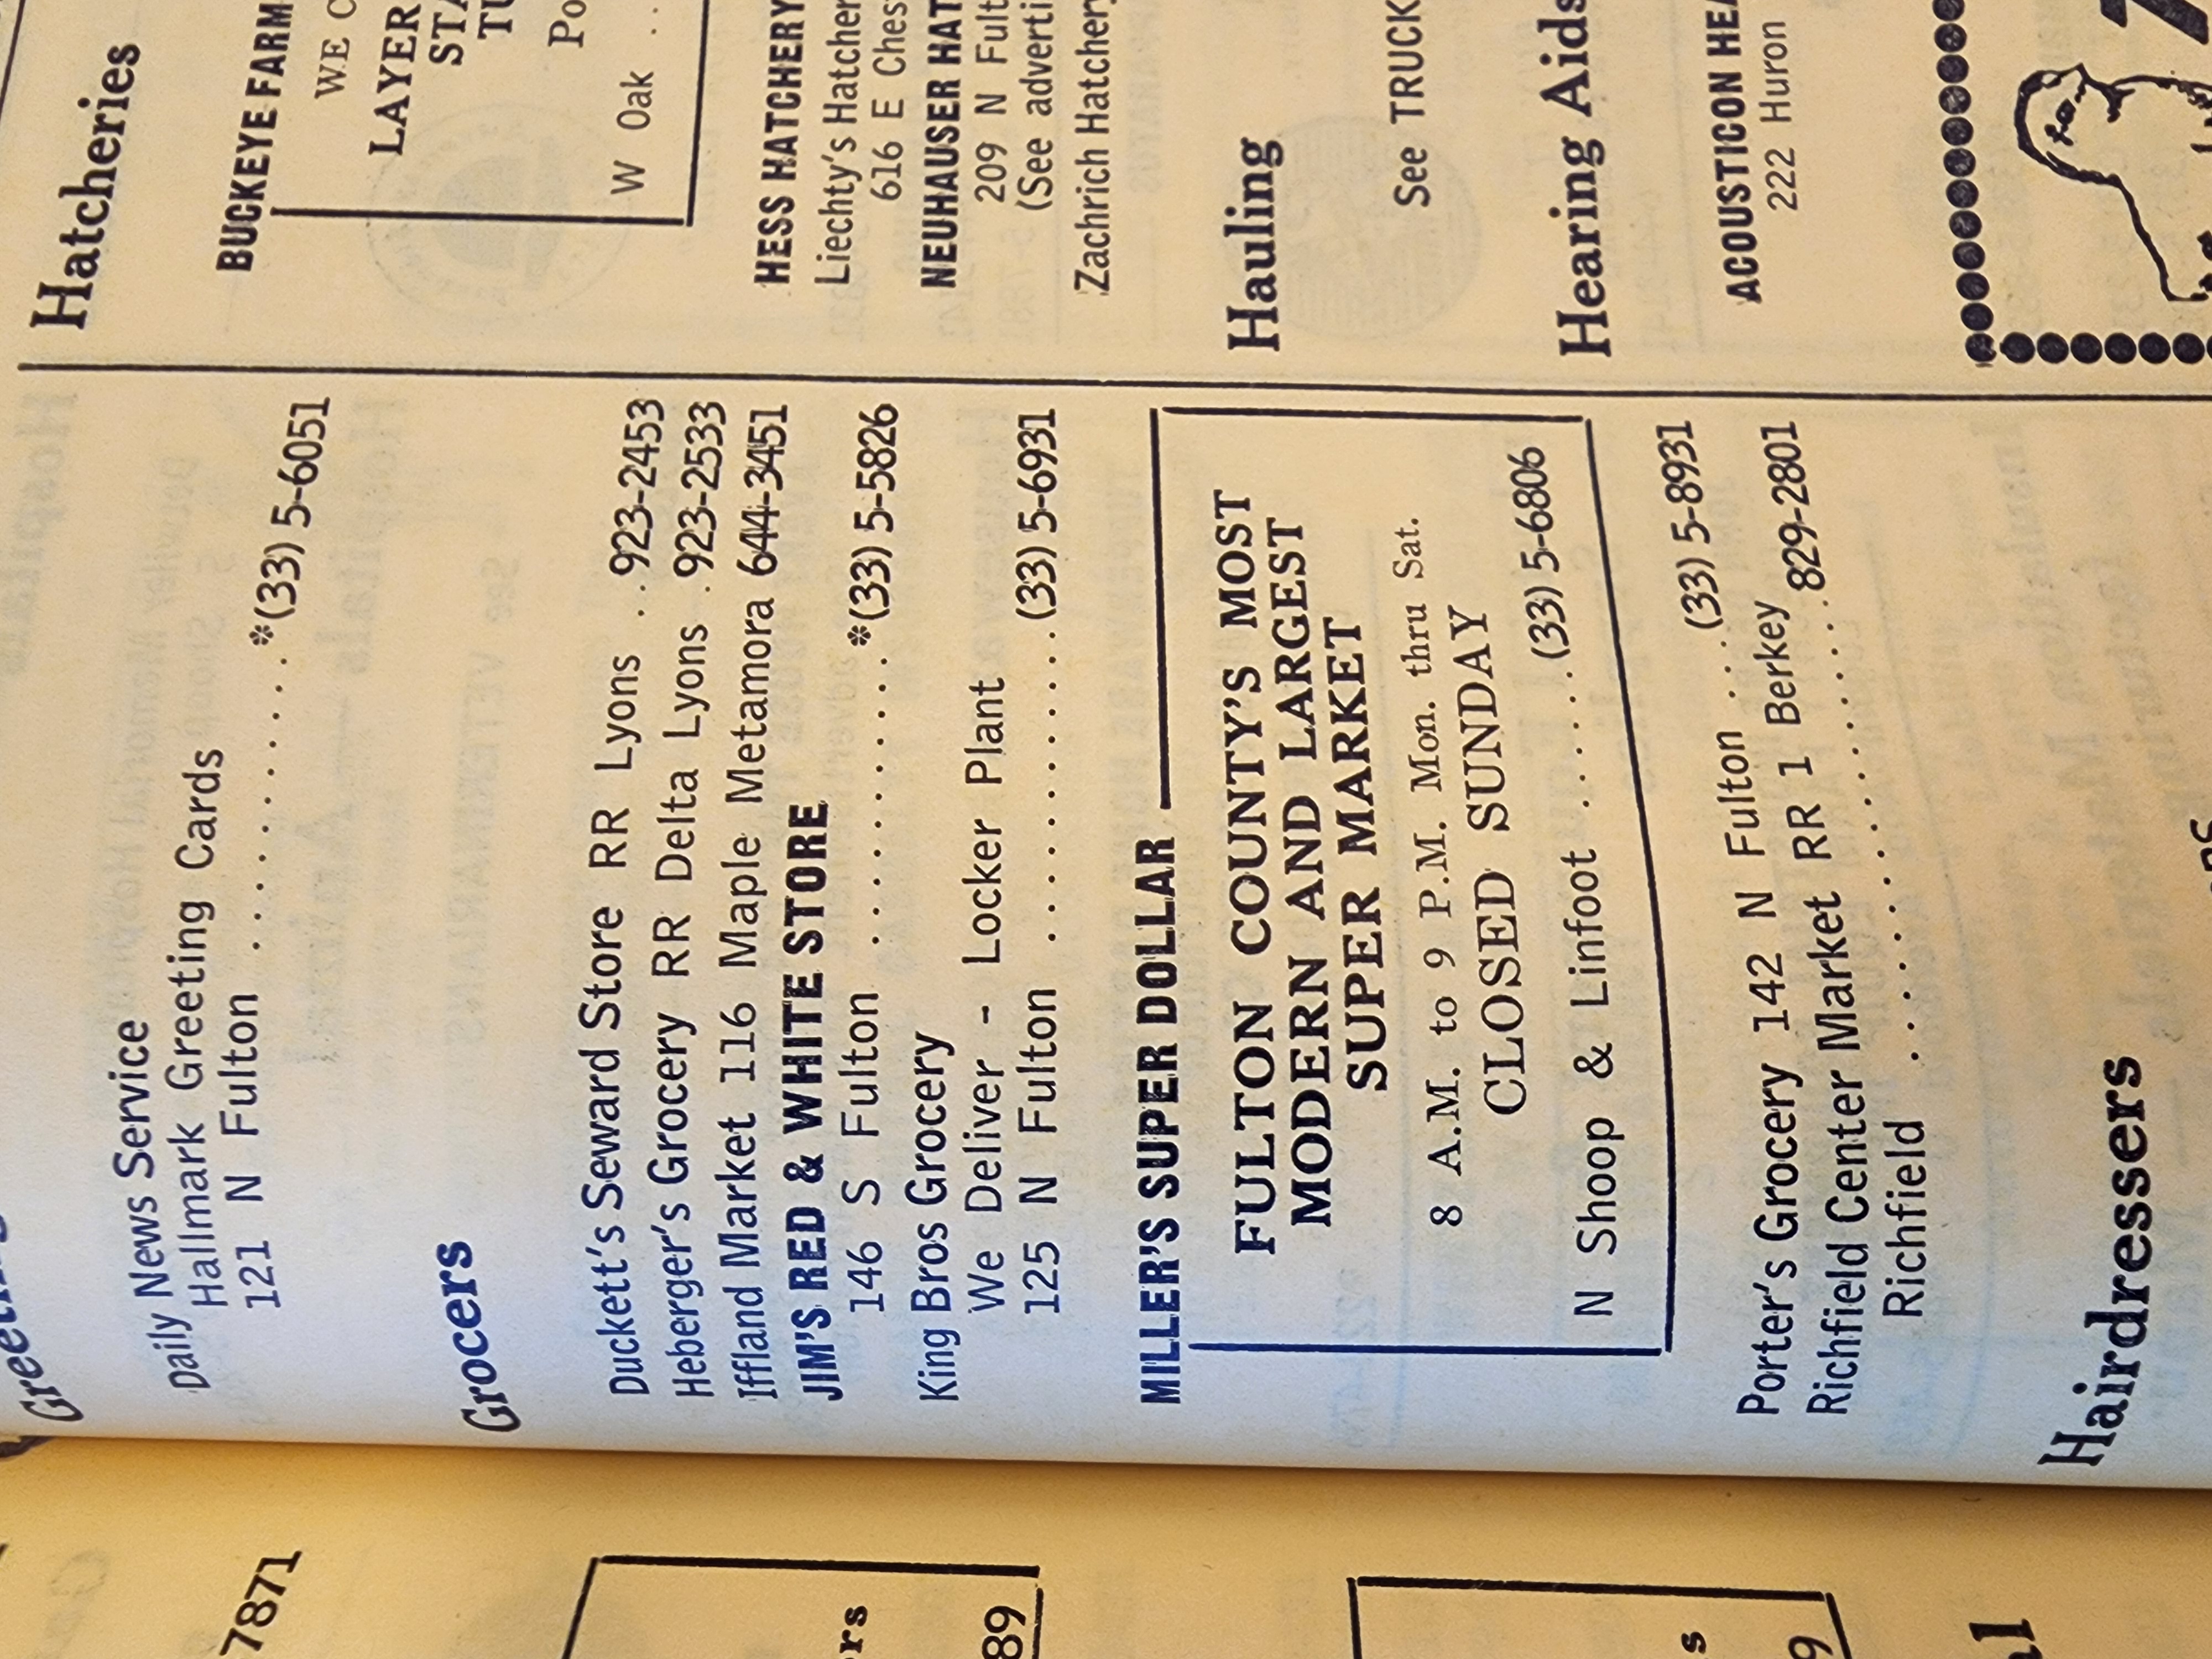 Daily News Service
Hallmark Greeting Cards
121 N Fulton ............*(33) 5-6051
Grocers
Duckett's Seward Store RR Lyons ..923-2453
Heberger's Grocery RR Delta Lyons .923-2533
Iffland Market 116 Maple Metamora 644-3451
JIM'S RED & WHITE STORE
146 S Fulton ............*(33) 5-5826
King Bros Grocery
We Deliver - Locker Plant
125 N Fulton ............(33) 5-6931
MILLER'S SUPER DOLLAR
FULTON COUNTY'S MOST
MODERN AND LARGEST
SUPER MARKET
8 A.M. to 9 P.M. Mon. thru Sat.
CLOSED SUNDAY
N Shoop & Linfoot .......(33) 5-6806
Porter's Grocery 142 N Fulton ....(33) 5-8931
Richfield Center Market RR 1 Berkey
Richfield ....................829-2801
Hairdressers
Hatcheries
BUCKEYE FARM
WE
LAYER
W Oak ..
HESS HATCHERY
Liechty's Hatcher
616 E Ches
NEUHAUSER HAT
209 N Fult
(See adverti
Zachrich Hatchery
Hauling
See TRUCK
Hearing Aids
ACOUSTICON HEA
222 Huron
7871
89
9